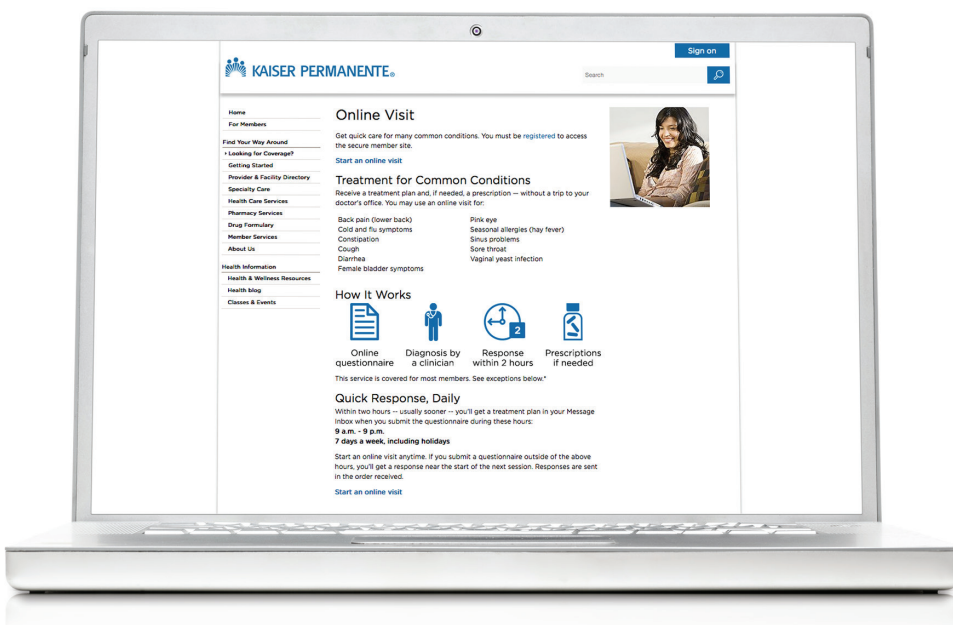 Sign on
KAISER PERMANENTE®
Search
Home
For Members
Find Your Way Around
› Looking for Coverage?
Getting Started
Provider & Facility Directory
Specialty Care
Health Care Services
Pharmacy Services
Drug Formulary
Member Services
About Us
Health Information
Health & Wellness Resources
Health blog
Classes & Events
Online Visit
Get quick care for many common conditions. You must be registered to access
the secure member site.
Start an online visit
Treatment for Common Conditions
Receive a treatment plan and, if needed, a prescription — without a trip to your
doctor's office. You may use an online visit for:
Back pain (lower back)
Cold and flu symptoms
Constipation
Cough
Diarrhea
Female bladder symptoms
Pink eye
Seasonal allergies (hay fever)
Sinus problems
Sore throat
Vaginal yeast infection
How It Works
2
Online
questionnaire
Diagnosis by
a clinician
Response
within 2 hours
Prescriptions
if needed
This service is covered for most members. See exceptions below.*
Quick Response, Daily
Within two hours -- usually sooner -- you'll get a treatment plan in your Message
Inbox when you submit the questionnaire during these hours:
9 a.m. - 9 p.m.
7 days a week, including holidays
Start an online visit anytime. If you submit a questionnaire outside of the above
hours, you'll get a response near the start of the next session. Responses are sent
in the order received.
Start an online visit